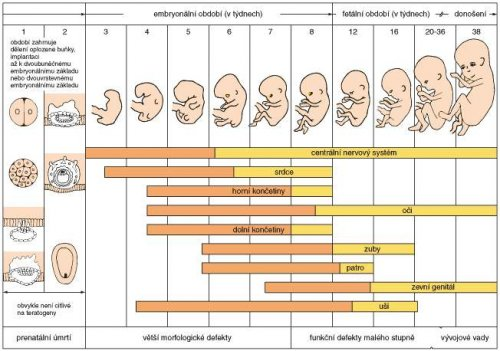 embryonální období (v týdnech)
fetální období (v týdnech)
donošení
1
2
3
4
5
6
7
8
12
16
20-36
38
období zahrnuje
dělení oplozené buňky,
implantaci
až k dvoubuněčnému
embryonálnímu základu
nebo dvouvrstevnému
embryonálnímu základu
centrální nervový systém
srdce
horní končetiny
oči
dolní končetiny
zuby
patro
zevní genitál
uši
obvykle není citlivé
na teratogeny
prenatální úmrtí
větší morfologické defekty
funkční defekty malého stupně
vývojové vady